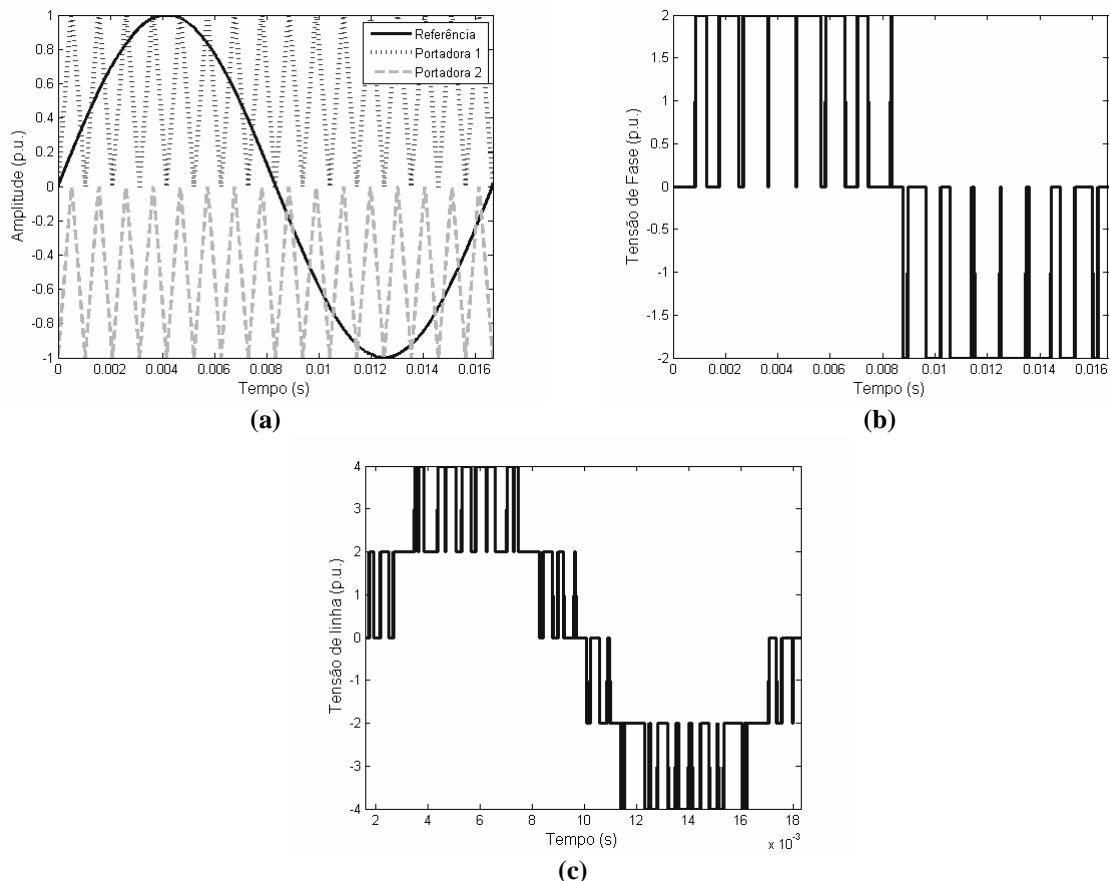 1
0.8
0.6
0.4
0.2
0
-0.2
-0.4
-0.6
-0.8
-1
Amplitude (p.u.)
Referência
Portadora 1
Portadora 2
0 0.002 0.004 0.006 0.008 0.01 0.012 0.014 0.016
Tempo (s)
(a)
2
1.5
1
0.5
0
-0.5
-1
-1.5
-2
Tensão de Fase (p.u.)
0 0.002 0.004 0.006 0.008 0.01 0.012 0.014 0.016
Tempo (s)
(b)
4
3
2
1
0
-1
-2
-3
-4
Tensão de linha (p.u.)
2 4 6 8 10 12 14 16 18
Tempo (s)
x 10-3
(c)